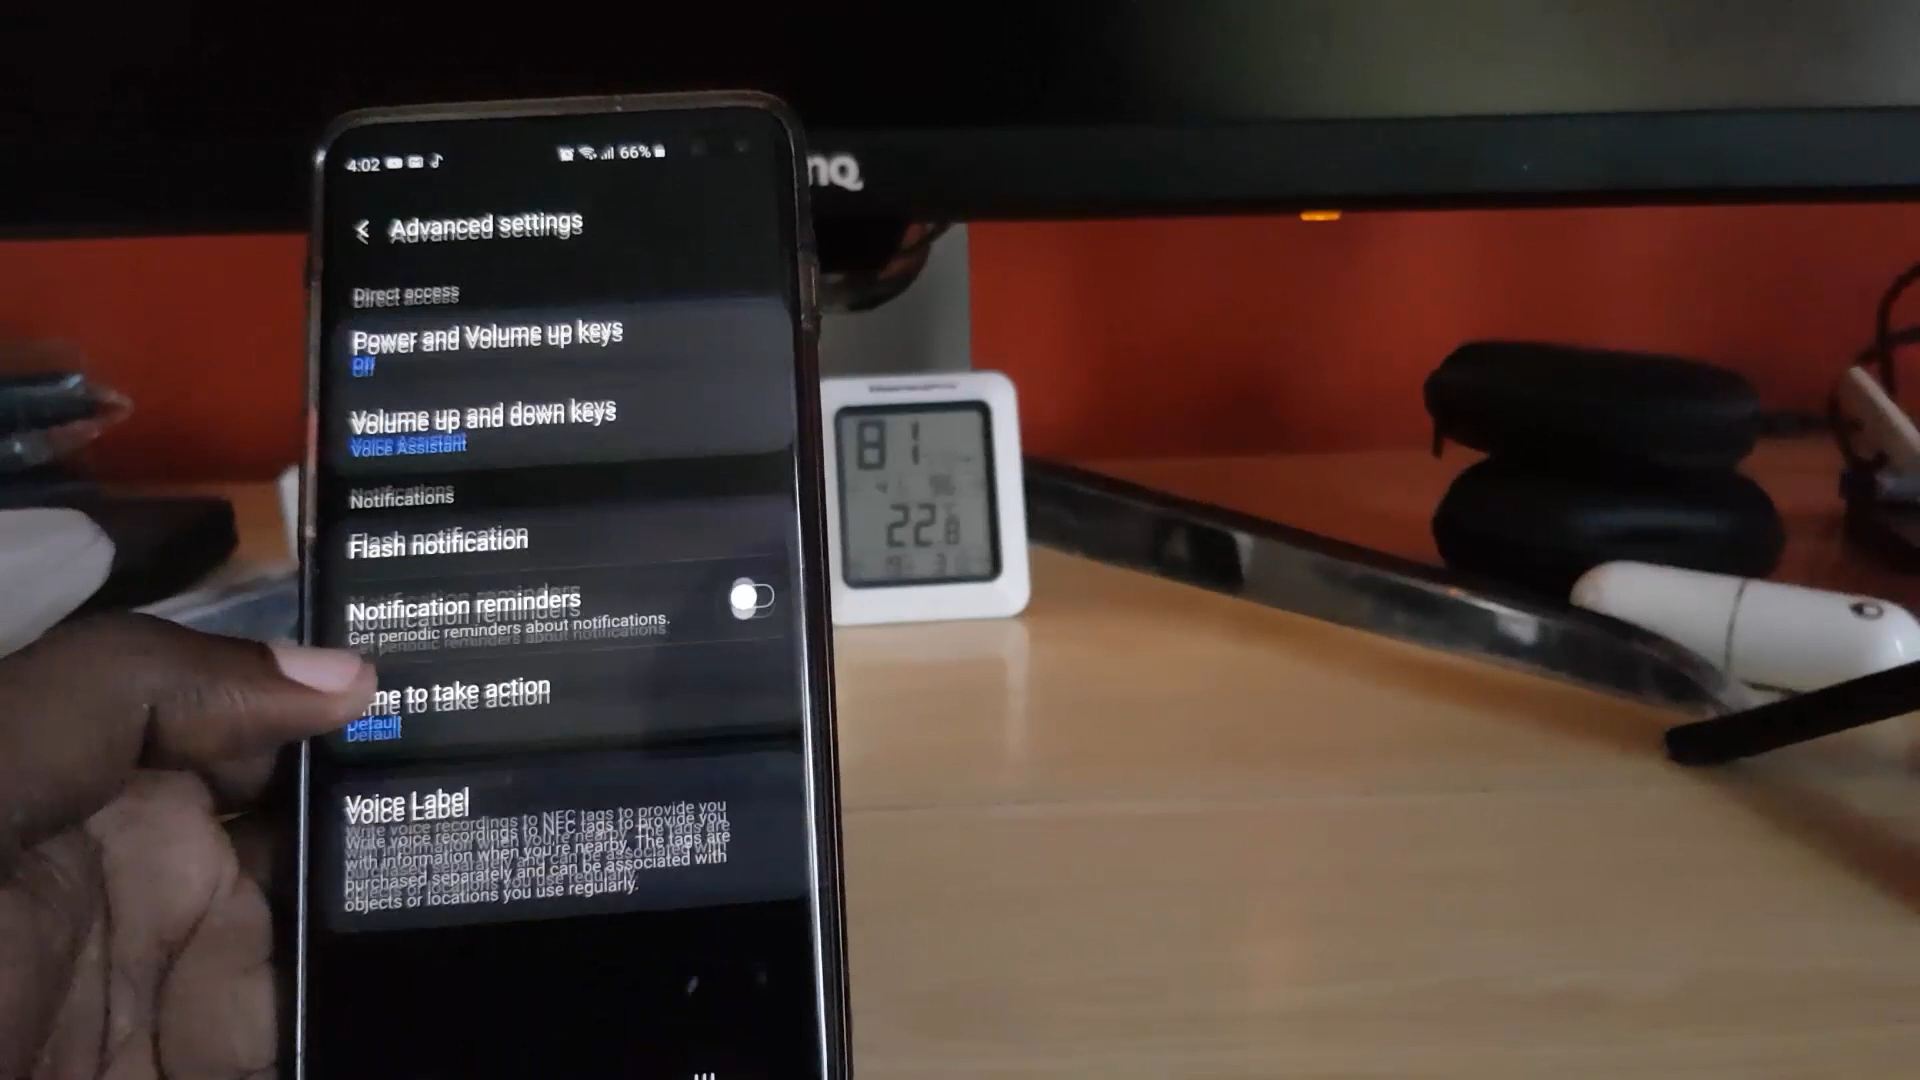 4:02
66%
Advanced settings
Direct access
Power and Volume up keys
Off
Volume up and down keys
Voice Assistant
Notifications
Flash notification
Notification reminders
Get periodic reminders about notifications.
me to take action
Default
Voice Label
Write voice recordings to NFC tags to provide you
with information when you're nearby. The tags are
purchased separately and can be associated with
objects or locations you use regularly.
nQ
81
22.8